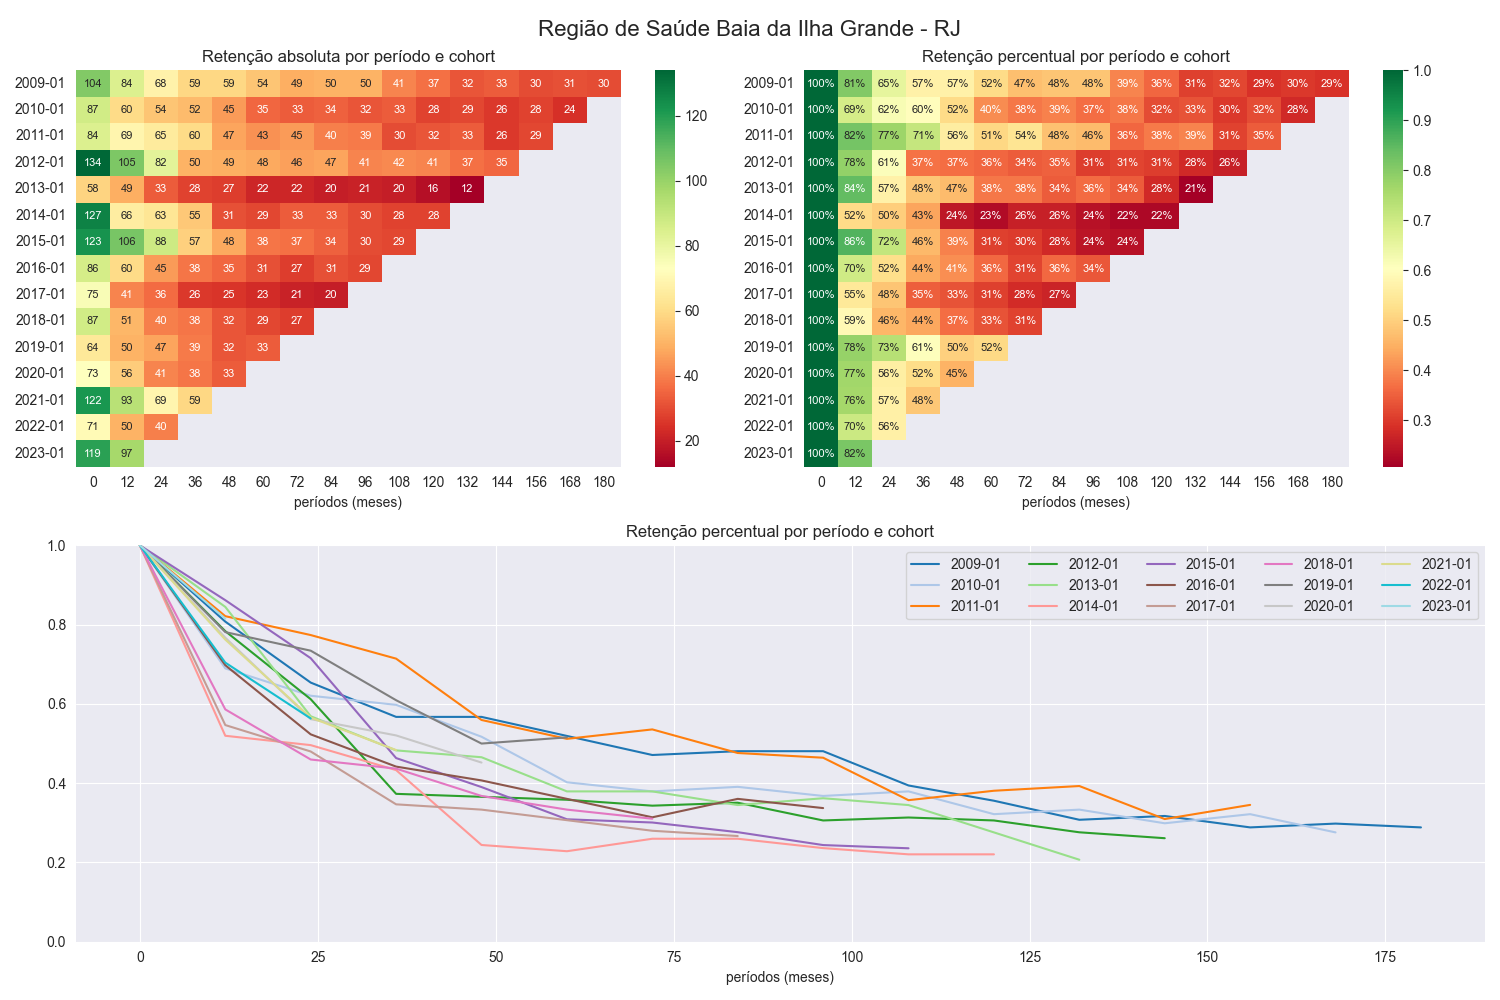 Região de Saúde Baia da Ilha Grande - RJ
Retenção absoluta por período e cohort
2009-01 104 84 68 59 59 54 49 50 50 41 37 32 33 30 31 30
2010-01 87 60 54 52 45 35 33 34 32 33 28 29 26 28 24
2011-01 84 69 65 60 47 43 45 40 39 30 32 33 26 29
2012-01 134 105 82 50 49 48 46 47 41 42 41 37 35
2013-01 58 49 33 28 27 22 22 20 21 20 16 12
2014-01 127 66 63 55 31 29 33 33 30 28 28
2015-01 123 106 88 57 48 38 37 34 30 29
2016-01 86 60 45 38 35 31 27 31 29
2017-01 75 41 36 26 25 23 21 20
2018-01 87 51 40 38 32 29 27
2019-01 64 50 47 39 32 33
2020-01 73 56 41 38 33
2021-01 122 93 69 59
2022-01 71 50 40
2023-01 119 97
0 12 24 36 48 60 72 84 96 108 120 132 144 156 168 180
períodos (meses)
120
100
80
60
40
20
Retenção percentual por período e cohort
2009-01 100% 81% 65% 57% 57% 52% 47% 48% 48% 39% 36% 31% 32% 29% 30% 29%
2010-01 100% 69% 62% 60% 52% 40% 38% 39% 37% 38% 32% 33% 30% 32% 28%
2011-01 100% 82% 77% 71% 56% 51% 54% 48% 46% 36% 38% 39% 31% 35%
2012-01 100% 78% 61% 37% 37% 36% 34% 35% 31% 31% 31% 28% 26%
2013-01 100% 84% 57% 48% 47% 38% 38% 34% 36% 34% 28% 21%
2014-01 100% 52% 50% 43% 24% 23% 26% 26% 24% 22% 22%
2015-01 100% 86% 72% 46% 39% 31% 30% 28% 24% 24%
2016-01 100% 70% 52% 44% 41% 36% 31% 36% 34%
2017-01 100% 55% 48% 35% 33% 31% 28% 27%
2018-01 100% 59% 46% 44% 37% 33% 31%
2019-01 100% 78% 73% 61% 50% 52%
2020-01 100% 77% 56% 52% 45%
2021-01 100% 76% 57% 48%
2022-01 100% 70% 56%
2023-01 100% 82%
0 12 24 36 48 60 72 84 96 108 120 132 144 156 168 180
períodos (meses)
1.0
0.9
0.8
0.7
0.6
0.5
0.4
0.3
Retenção percentual por período e cohort
1.0
0.8
0.6
0.4
0.2
0.0
2009-01 2012-01 2015-01 2018-01 2021-01
2010-01 2013-01 2016-01 2019-01 2022-01
2011-01 2014-01 2017-01 2020-01 2023-01
0 25 50 75 100 125 150 175
períodos (meses)